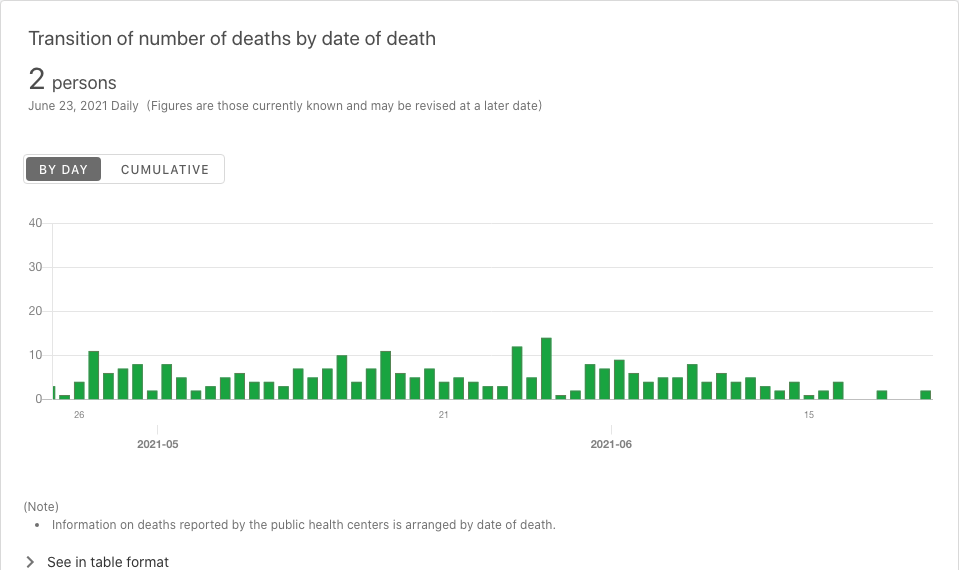 Transition of number of deaths by date of death
2 persons
June 23, 2021 Daily (Figures are those currently known and may be revised at a later date)
BY DAY CUMULATIVE
40
30
20
10
0
26 21 15
2021-05 2021-06
(Note)
• Information on deaths reported by the public health centers is arranged by date of death.
See in table format